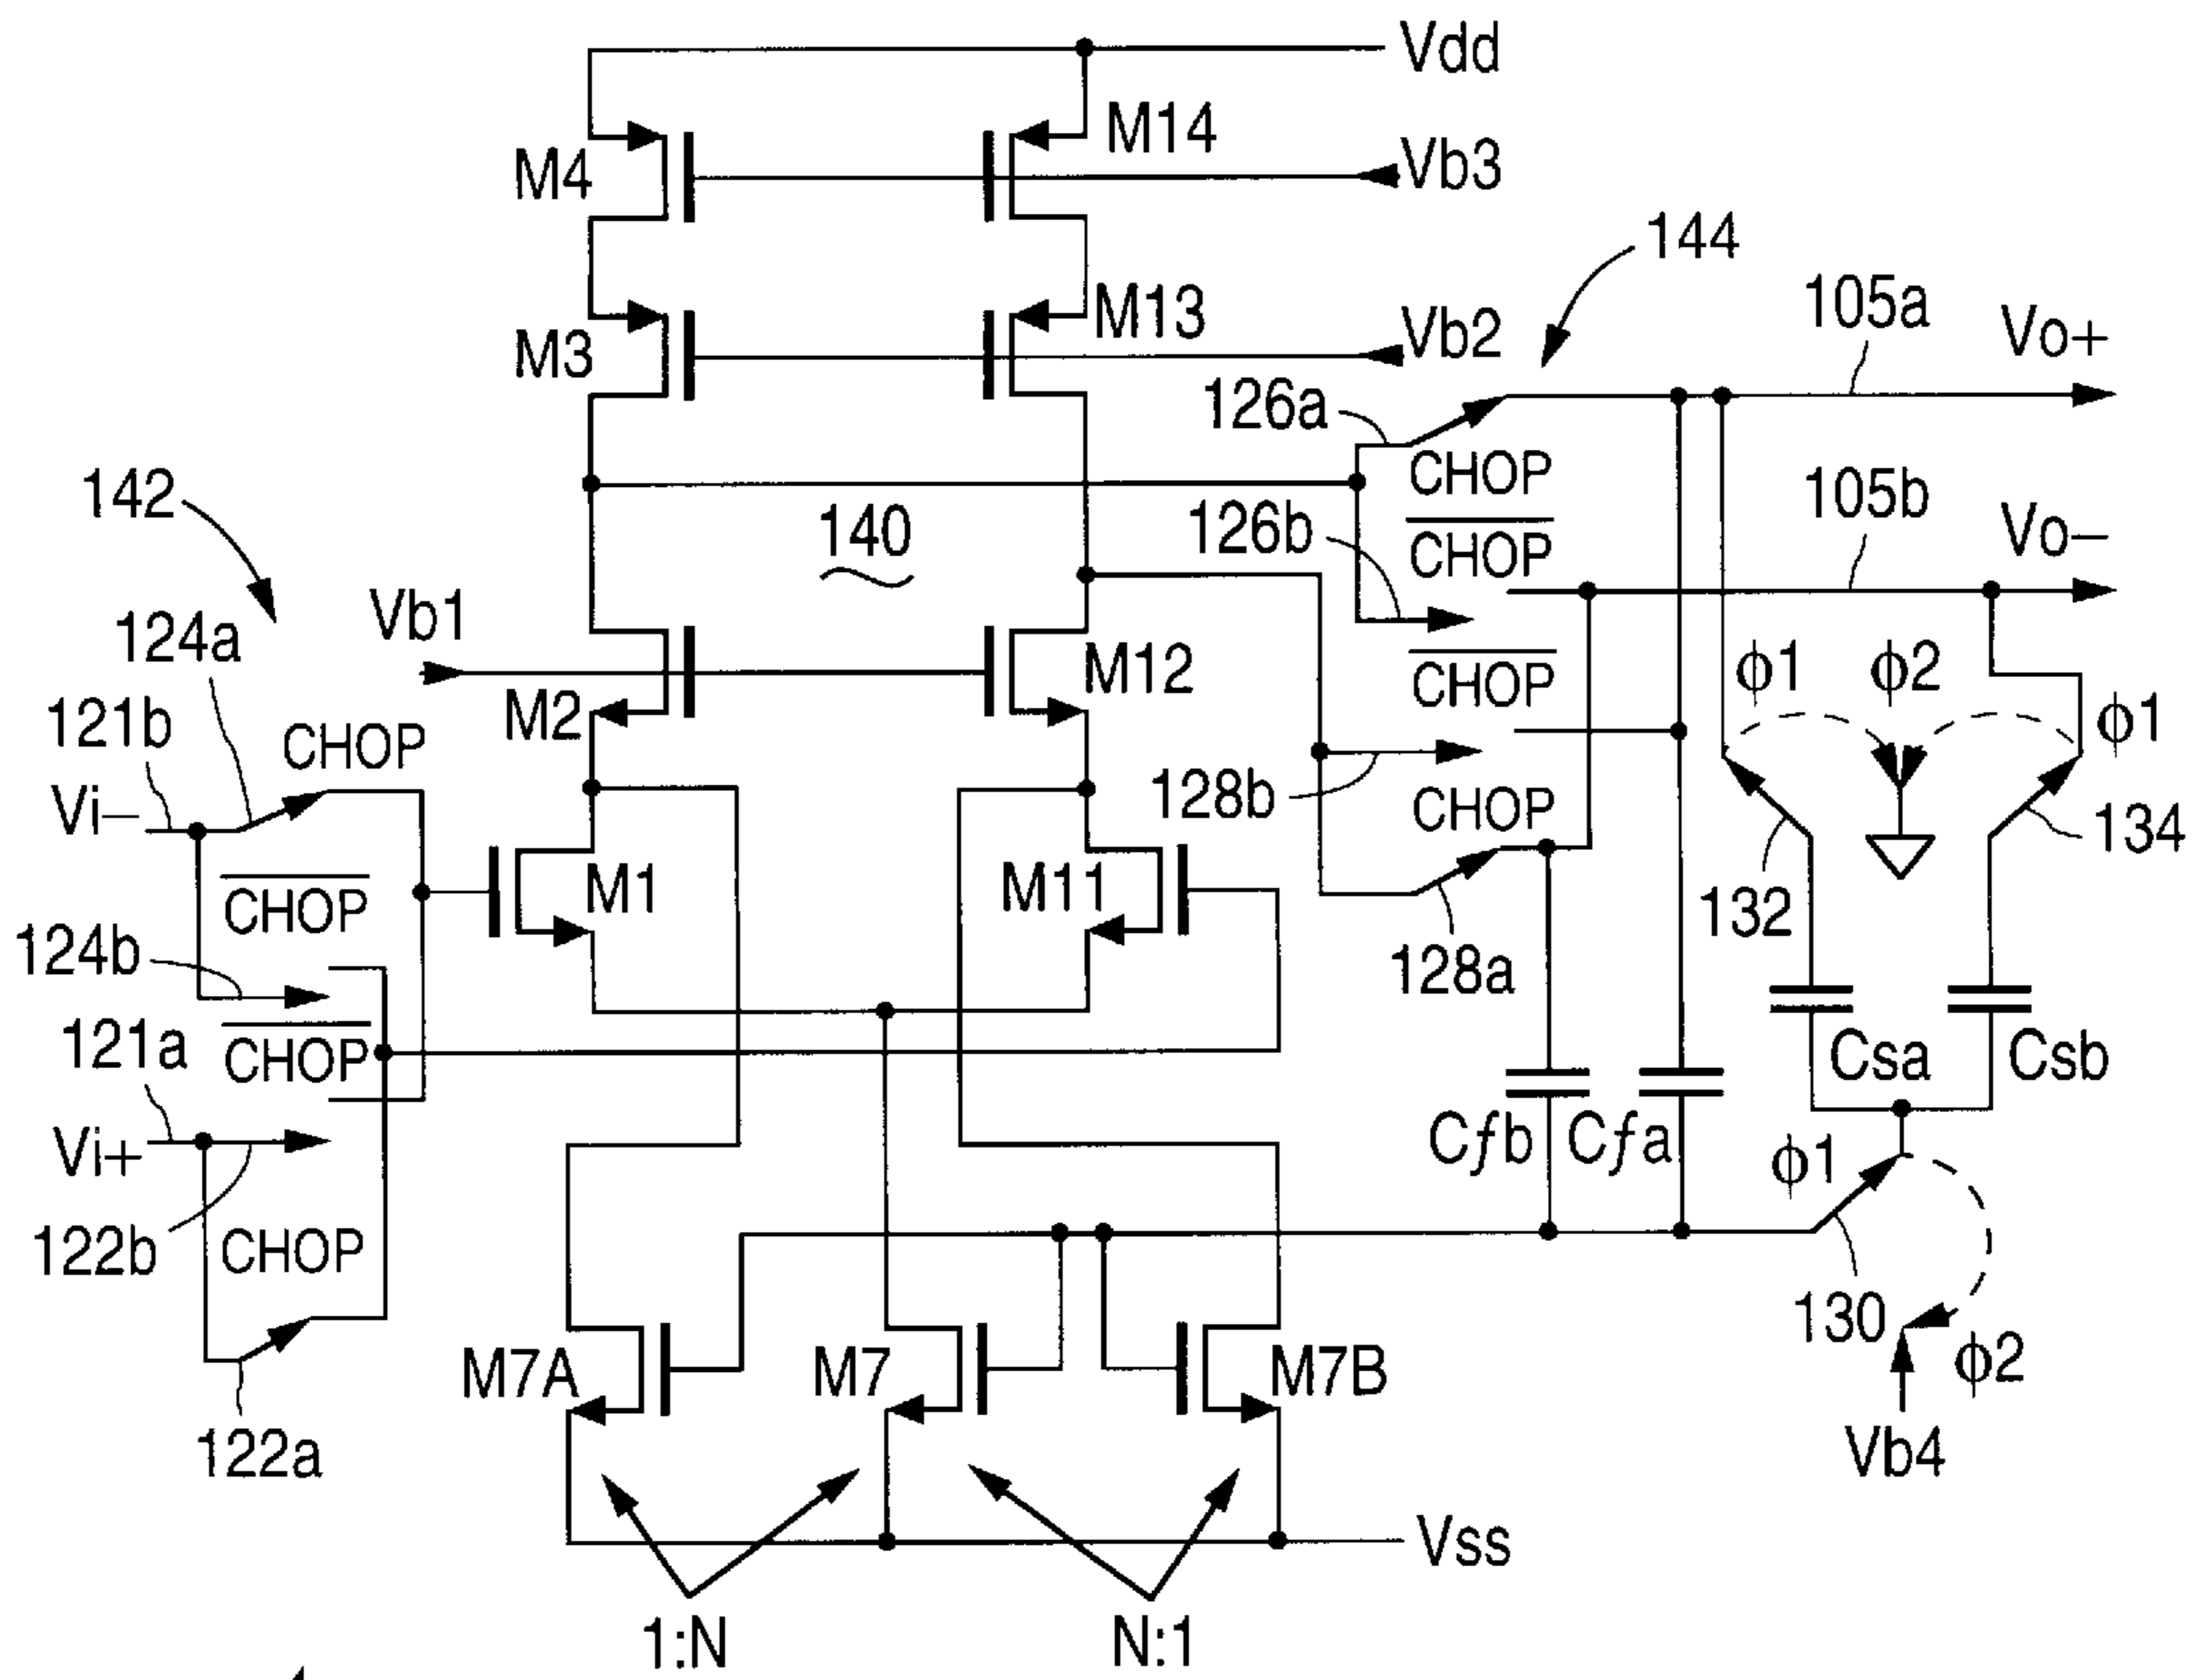 Vdd
M14
M4
Vb3
144
M13
105a
Vo+
M3
Vb2
126a
CHOP
142
105b
140
126b
CHOP
Vo−
124a
Vb1
121b
M12
CHOP
ϕ1
ϕ2
M2
CHOP
ϕ1
Vi−
128b
CHOP
134
CHOP
M1
M11
132
124b
128a
121a
CHOP
Csa
Csb
Vi+
Cfb
Cfa
ϕ1
122b
CHOP
130
M7A
M7
M7B
ϕ2
122a
Vb4
Vss
1:N
N:1